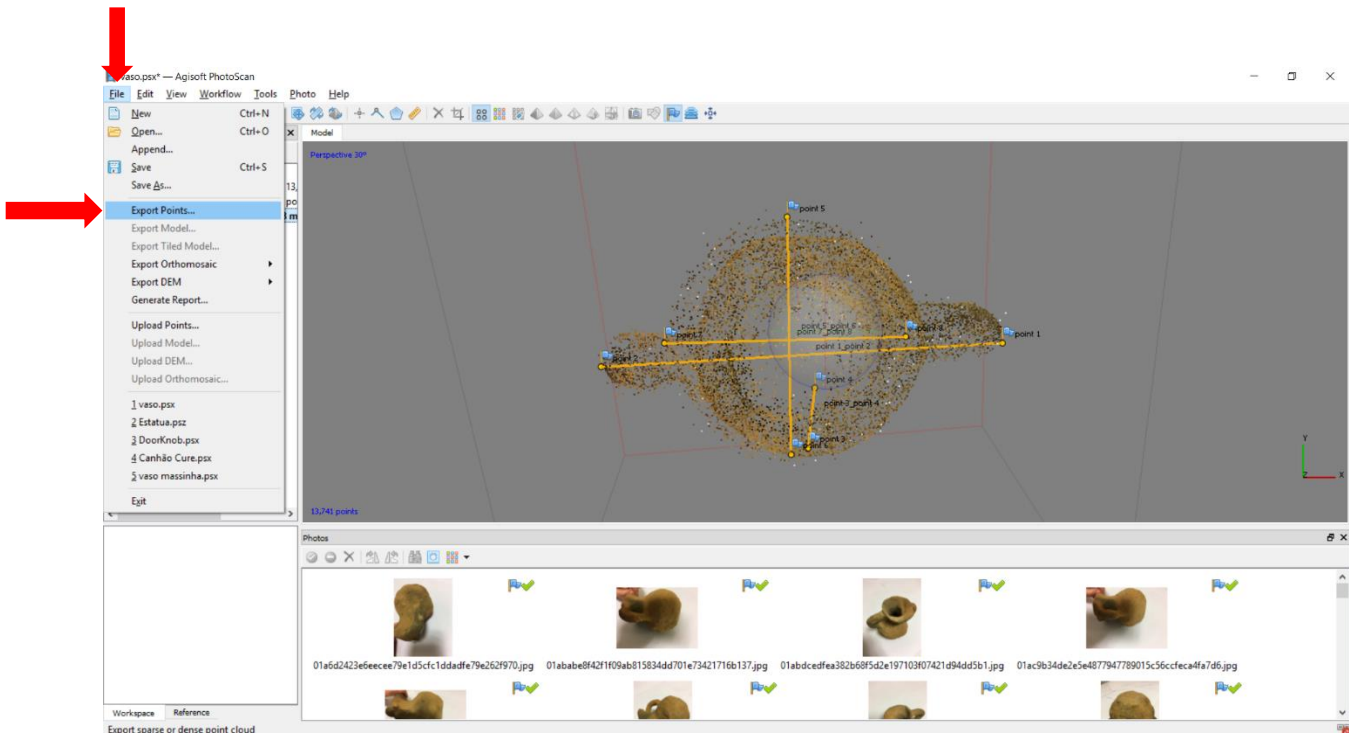 vaso.psx* — Agisoft PhotoScan
File Edit View Workflow Tools Photo Help
New Ctrl+N
Open... Ctrl+O
Append...
Save Ctrl+S
Save As...
Export Points...
Export Model...
Export Tiled Model...
Export Orthomosaic
Export DEM
Generate Report...
Upload Points...
Upload Model...
Upload DEM...
Upload Orthomosaic...
1 vaso.psx
2 Estatua.psz
3 DoorKnob.psx
4 Canhão Cure.psx
5 vaso massinha.psx
Exit
13,
po
Model
Perspective 30°
point 5
point 1
point 5_point 6
point 1_point 2
point 4
point 3_point 4
point 3
Y
Z X
13,741 points
Photos
01a6d2423e6eecee79e1d5cfc1ddadfe79e262f970.jpg 01ababe8f42f1f09ab815834dd701e73421716b137.jpg 01abdcedfea382b68f5d2e197103f07421d94dd5b1.jpg 01ac9b34de2e5e4877947789015c56ccfeca4fa7d6.jpg
Workspace Reference
Export sparse or dense point cloud